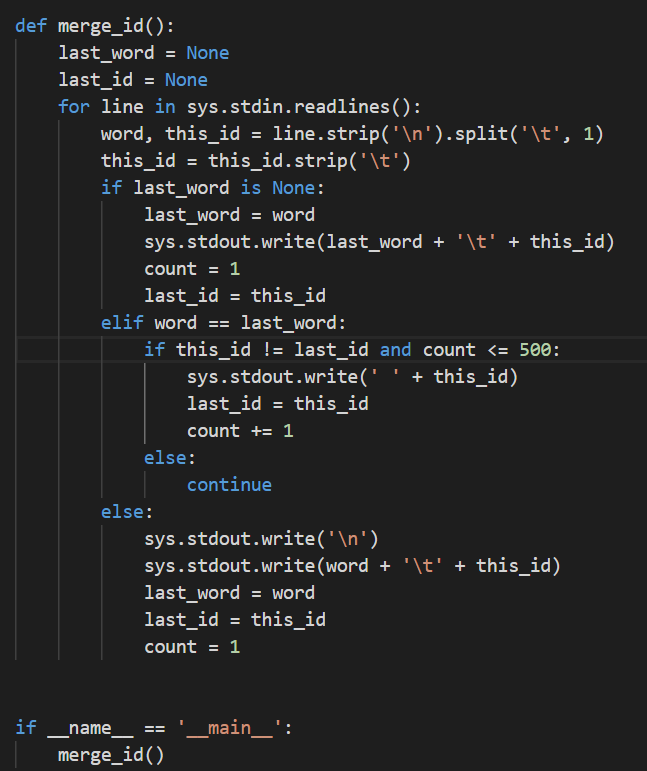 def merge_id():
    last_word = None
    last_id = None
    for line in sys.stdin.readlines():
        word, this_id = line.strip('\n').split('\t', 1)
        this_id = this_id.strip('\t')
        if last_word is None:
            last_word = word
            sys.stdout.write(last_word + '\t' + this_id)
            count = 1
            last_id = this_id
        elif word == last_word:
            if this_id != last_id and count <= 500:
                sys.stdout.write(' ' + this_id)
                last_id = this_id
                count += 1
            else:
                continue
        else:
            sys.stdout.write('\n')
            sys.stdout.write(word + '\t' + this_id)
            last_word = word
            last_id = this_id
            count = 1
if __name__ == '__main__':
    merge_id()